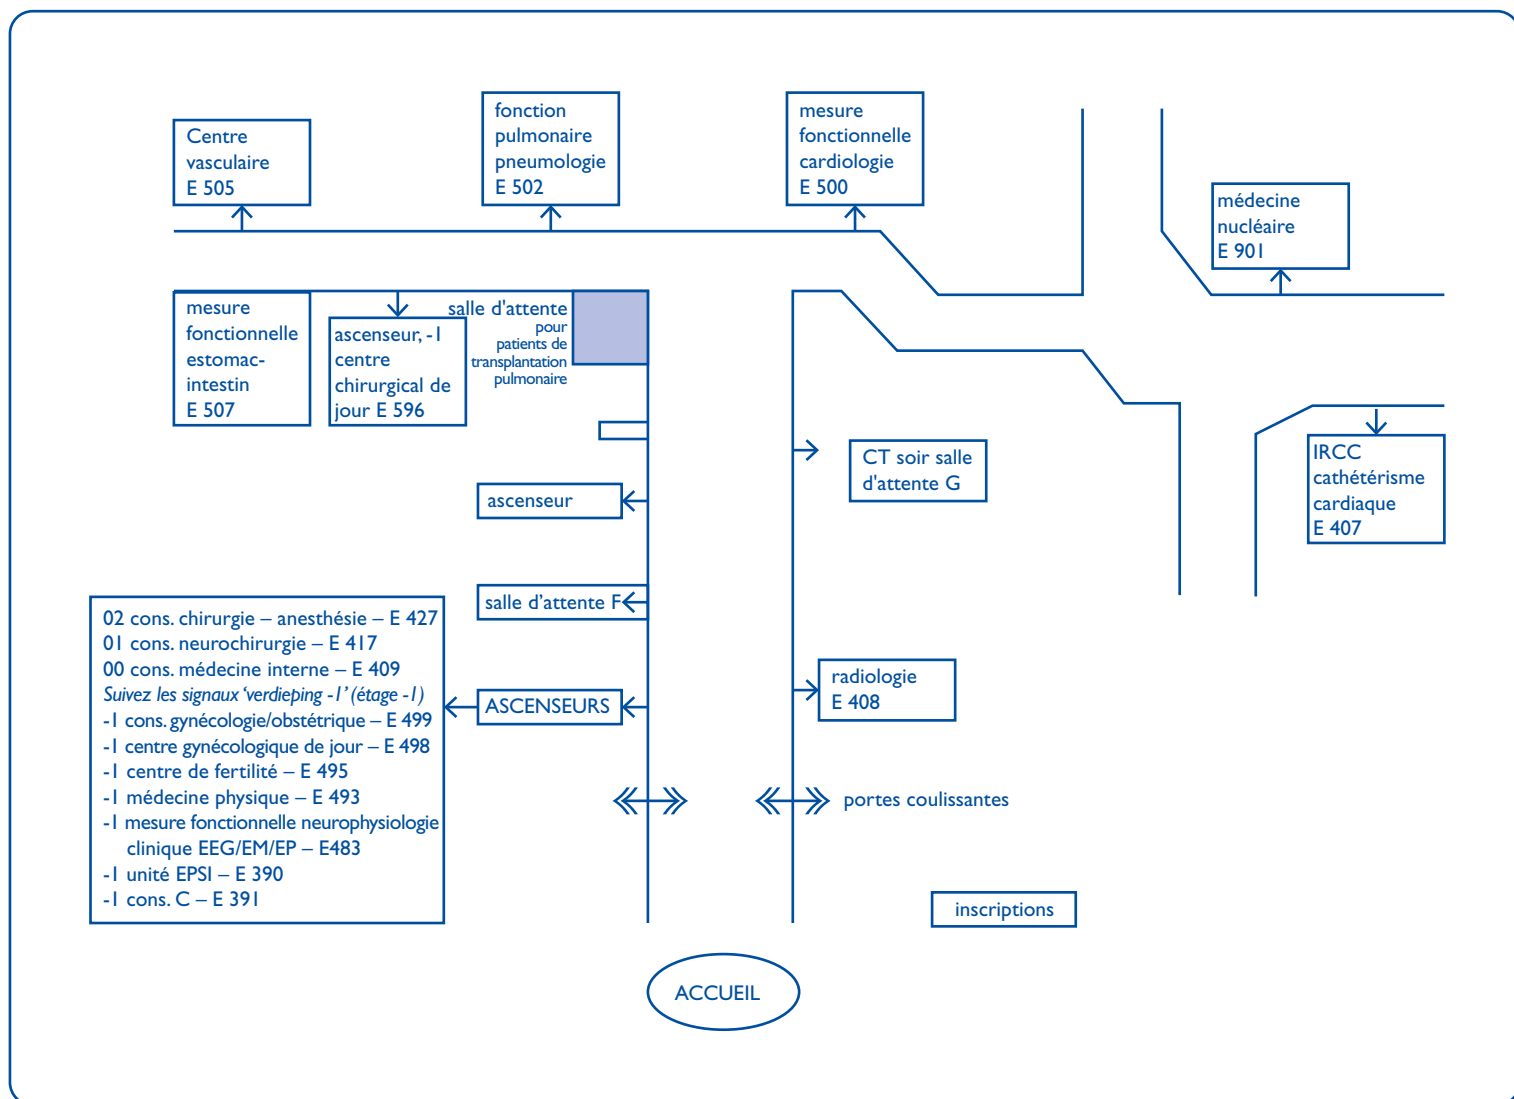 Centre
vasculaire
E 505
fonction
pulmonaire
pneumologie
E 502
mesure
fonctionnelle
cardiologie
E 500
médecine
nucléaire
E 901
mesure
fonctionnelle
estomac-
intestin
E 507
ascenseur, -1
centre
chirurgical de
jour E 596
salle d'attente
pour
patients de
transplantation
pulmonaire
CT soir salle
d'attente G
IRCC
cathétérisme
cardiaque
E 407
ascenseur
salle d'attente F
02 cons. chirurgie – anesthésie – E 427
01 cons. neurochirurgie – E 417
00 cons. médecine interne – E 409
Suivez les signaux ‘verdieping -1’ (étage -1)
-1 cons. gynécologie/obstétrique – E 499
-1 centre gynécologique de jour – E 498
-1 centre de fertilité – E 495
-1 médecine physique – E 493
-1 mesure fonctionnelle neurophysiologie
clinique EEG/EM/EP – E483
-1 unité EPSI – E 390
-1 cons. C – E 391
ASCENSEURS
radiologie
E 408
portes coulissantes
inscriptions
ACCUEIL